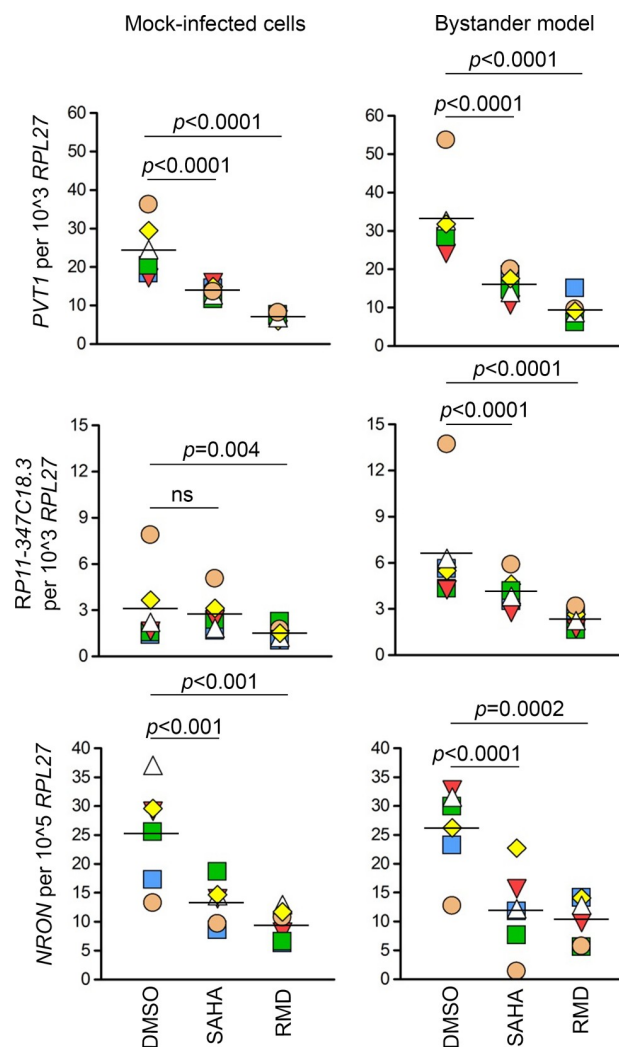 Mock-infected cells
Bystander model
PVT1 per 10^3 RPL27
60
50
40
30
20
10
0
p<0.0001
p<0.0001
60
50
40
30
20
10
0
p<0.0001
p<0.0001
RP11-347C18.3
per 10^3 RPL27
15
12
9
6
3
0
p=0.004
ns
15
12
9
6
3
0
p<0.0001
p<0.0001
NRON per 10^5 RPL27
40
35
30
25
20
15
10
5
0
p<0.001
p<0.001
DMSO
SAHA
RMD
40
35
30
25
20
15
10
5
0
p=0.0002
p<0.0001
DMSO
SAHA
RMD